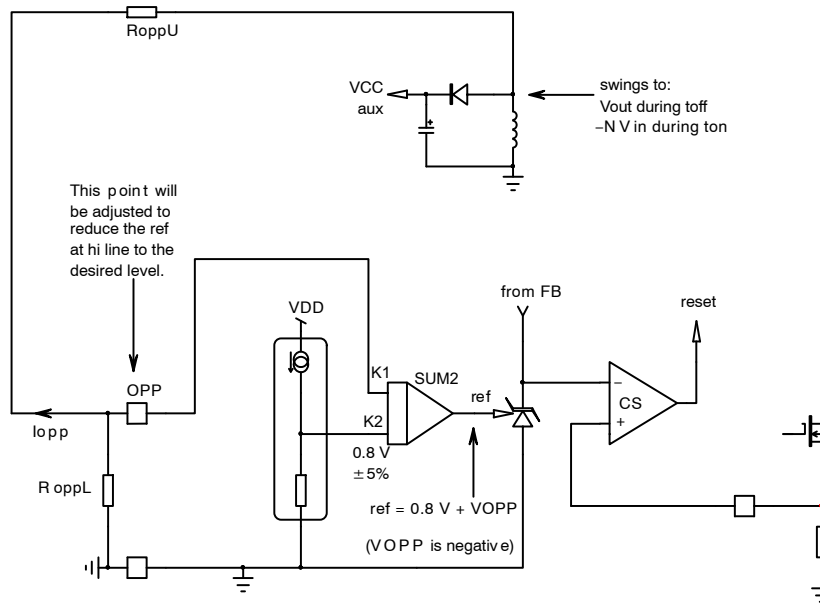 RoppU
VCC
aux
swings to:
Vout during toff
–N V in during ton
This point will
be adjusted to
reduce the ref
at hi line to the
desired level.
from FB
reset
VDD
OPP
K1
SUM2
ref
CS
–
+
K2
Iopp
0.8 V
±5%
R oppL
ref = 0.8 V + VOPP
(VOPP is negative)
+